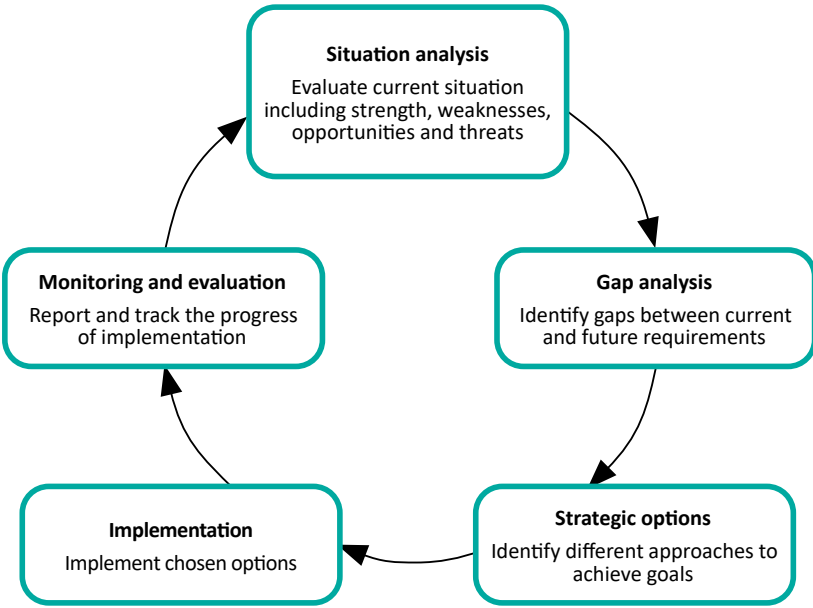 Situation analysis
Evaluate current situation
including strength, weaknesses,
opportunities and threats
Gap analysis
Identify gaps between current
and future requirements
Strategic options
Identify different approaches to
achieve goals
Implementation
Implement chosen options
Monitoring and evaluation
Report and track the progress
of implementation